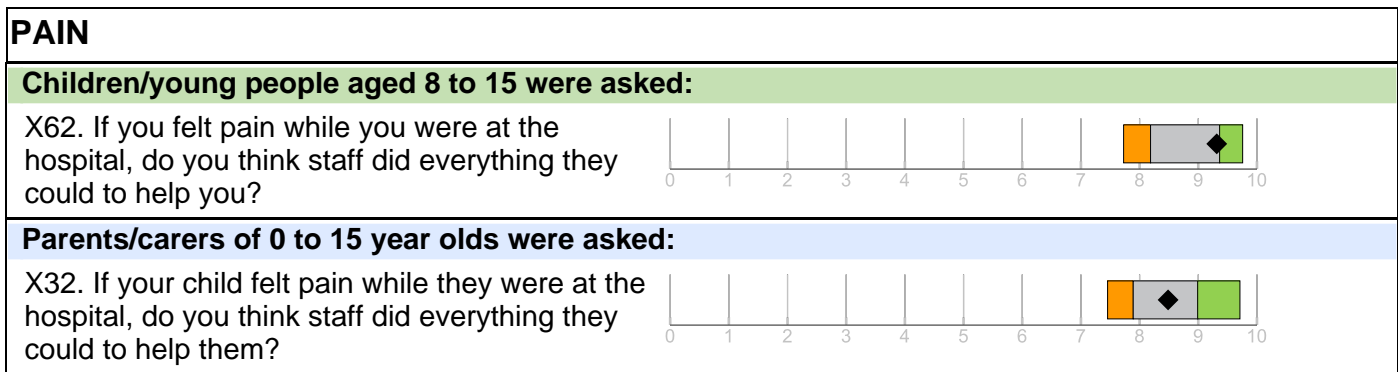 PAIN
Children/young people aged 8 to 15 were asked:
X62. If you felt pain while you were at the
hospital, do you think staff did everything they
could to help you?
0 1 2 3 4 5 6 7 8 9 10
Parents/carers of 0 to 15 year olds were asked:
X32. If your child felt pain while they were at the
hospital, do you think staff did everything they
could to help them?
0 1 2 3 4 5 6 7 8 9 10